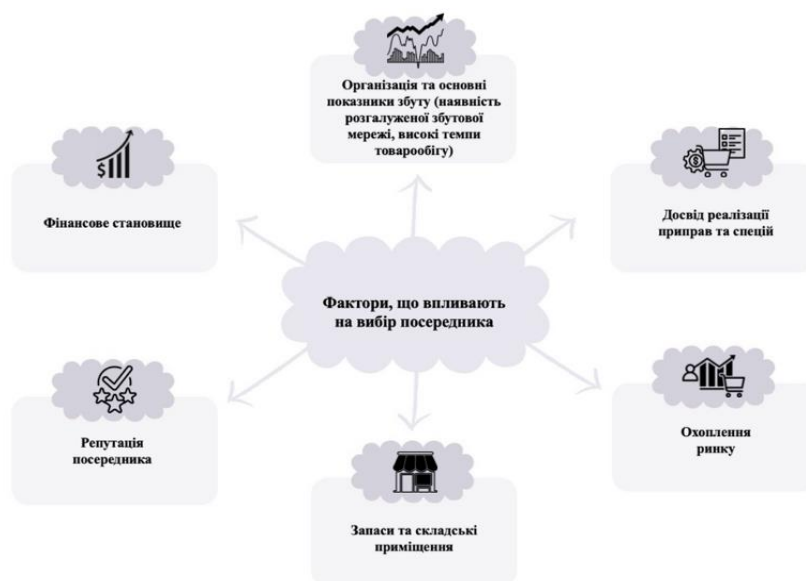 Організація та основні
показники збуту (наявність
розгалуженої збутової
мережі, високі темпи
товарообігу)
Фінансове становище
Досвід реалізації
приправ та спецій
Фактори, що впливають
на вибір посередника
Репутація
посередника
Охоплення
ринку
Запаси та складські
приміщення